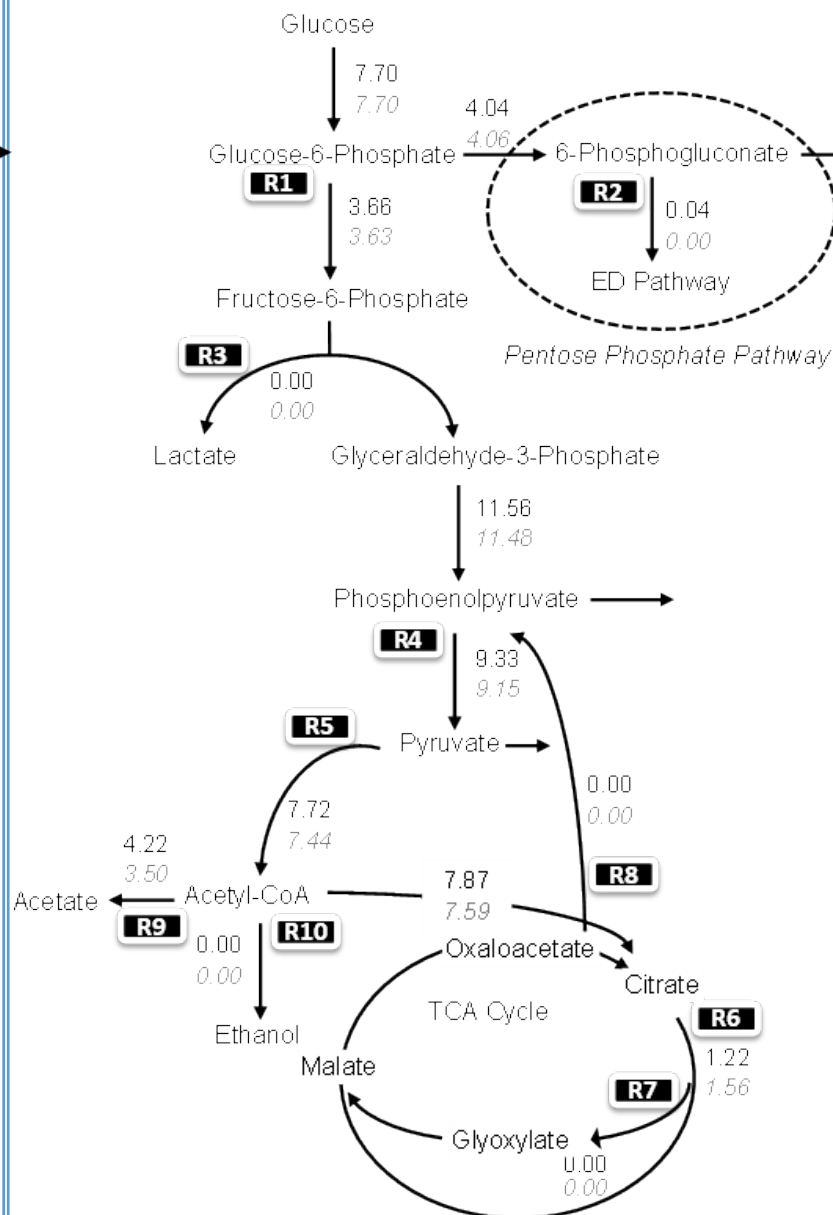 Glucose
7.70
7.70
4.04
4.06
Glucose-6-Phosphate
6-Phosphogluconate
R1
R2
3.66
3.63
0.04
0.00
ED Pathway
Fructose-6-Phosphate
R3
Pentose Phosphate Pathway
0.00
0.00
Lactate
Glyceraldehyde-3-Phosphate
11.56
11.48
Phosphoenolpyruvate
R4
9.33
9.15
R5
Pyruvate
0.00
0.00
7.72
7.44
4.22
3.50
R8
7.87
7.59
Acetate
Acetyl-CoA
R9
R10
0.00
0.00
Oxaloacetate
Citrate
TCA Cycle
R6
Ethanol
Malate
1.22
1.56
R7
Glyoxylate
0.00
0.00